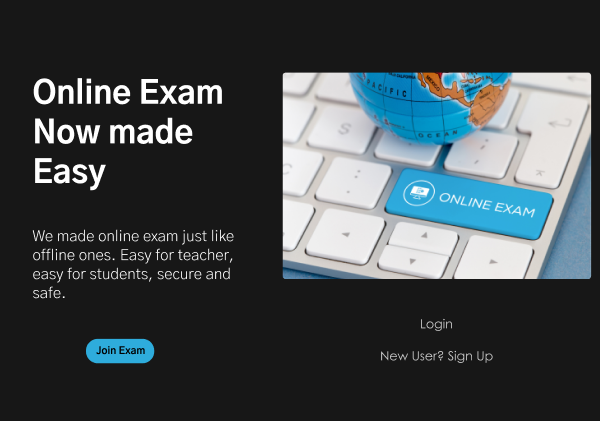 Online Exam
Now made
Easy
We made online exam just like
offline ones. Easy for teacher,
easy for students, secure and
safe.
Join Exam
PACIFIC
OCEAN
S
ONLINE EXAM
Login
New User? Sign Up